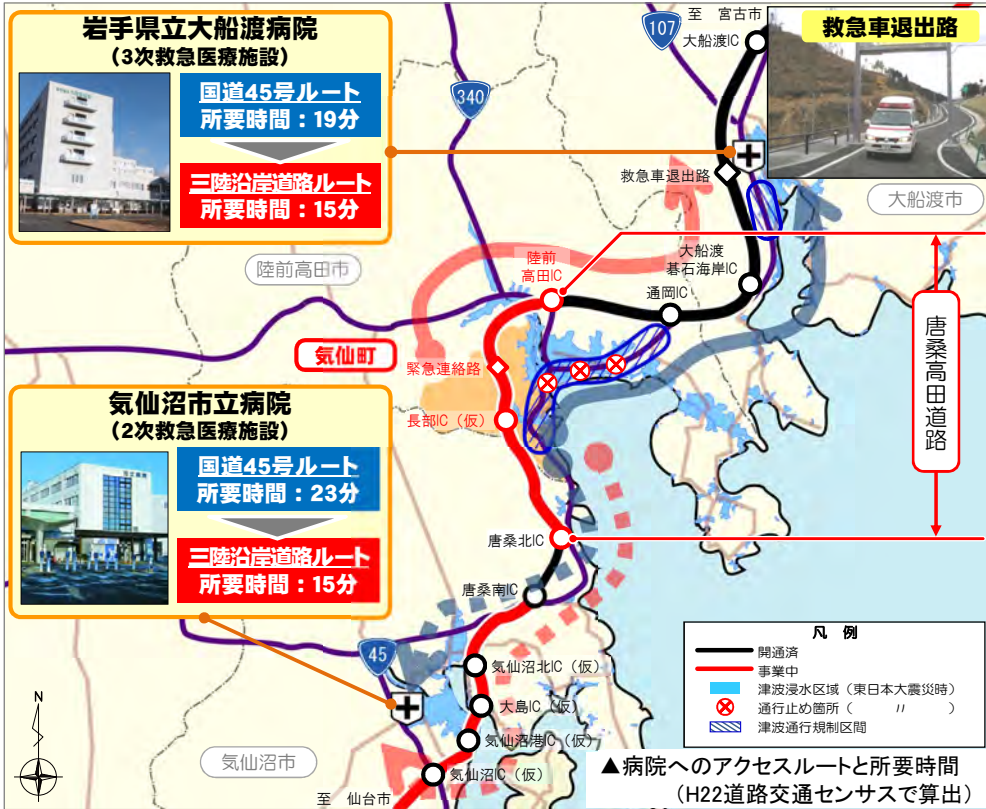 岩手県立大船渡病院
(3次救急医療施設)
国道45号ルート
所要時間：19分
三陸沿岸道路ルート
所要時間：15分
至 宮古市
107
大船渡IC
救急車退出路
340
救急車退出路
大船渡市
陸前高田市
陸前
高田IC
大船渡
碁石海岸IC
通岡IC
気仙町
緊急連絡路
長部IC（仮）
唐桑高田道路
気仙沼市立病院
(2次救急医療施設)
国道45号ルート
所要時間：23分
三陸沿岸道路ルート
所要時間：15分
唐桑北IC
唐桑南IC
45
気仙沼北IC（仮）
大島IC（仮）
気仙沼港IC（仮）
気仙沼IC（仮）
気仙沼市
至 仙台市
N
凡 例
開通済
事業中
津波浸水区域（東日本大震災時）
通行止め箇所（ 〃 ）
津波通行規制区間
▲病院へのアクセスルートと所要時間
（H22道路交通センサスで算出）